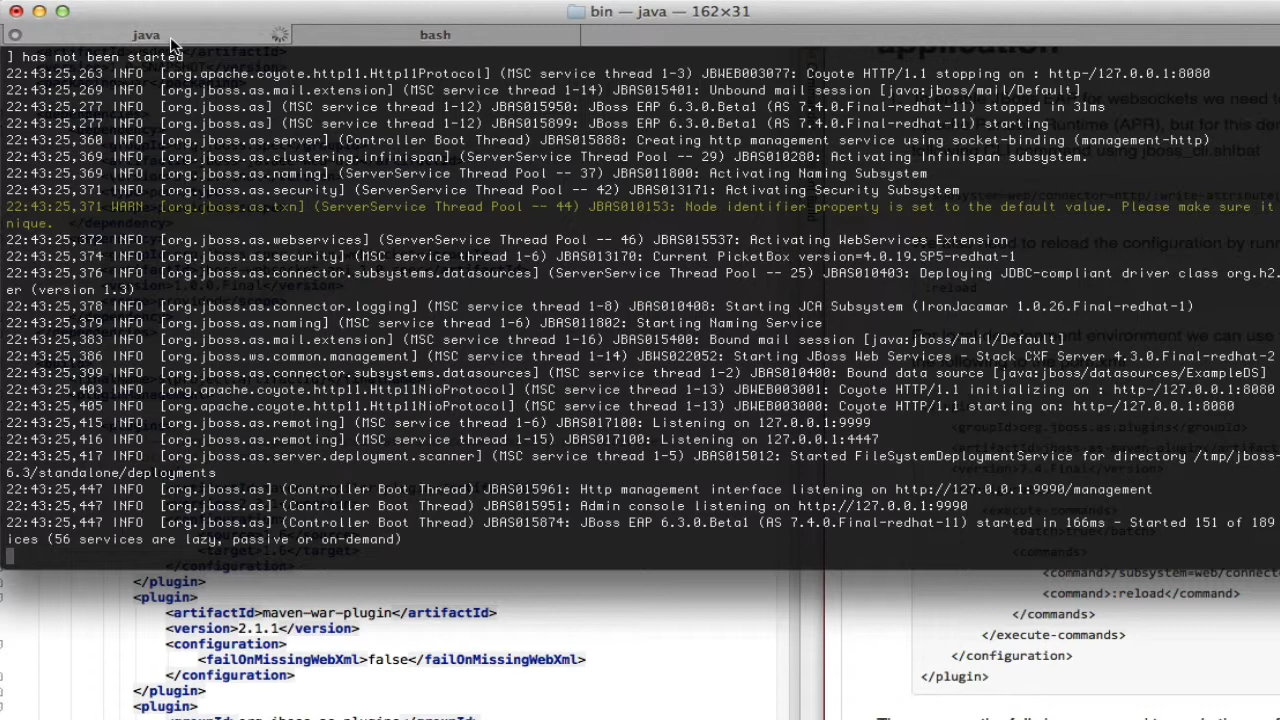 bin — java — 162×31
java
bash
] has not been started
22:43:25,263 INFO [org.apache.coyote.http11.Http11Protocol] (MSC service thread 1-3) JBWEB003077: Coyote HTTP/1.1 stopping on : http-/127.0.0.1:8080
22:43:25,269 INFO [org.jboss.as.mail.extension] (MSC service thread 1-14) JBAS015401: Unbound mail session [java:jboss/mail/Default]
22:43:25,277 INFO [org.jboss.as] (MSC service thread 1-12) JBAS015950: JBoss EAP 6.3.0.Beta1 (AS 7.4.0.Final-redhat-11) stopped in 15ms
22:43:25,277 INFO [org.jboss.as] (MSC service thread 1-12) JBAS015899: JBoss EAP 6.3.0.Beta1 (AS 7.4.0.Final-redhat-11) starting
22:43:25,360 INFO [org.jboss.as.server] (Controller Boot Thread) JBAS015888: Creating http management service using socket-binding (management-http)
22:43:25,369 INFO [org.jboss.as.clustering.infinispan] (ServerService Thread Pool -- 29) JBAS010280: Activating Infinispan subsystem.
22:43:25,369 INFO [org.jboss.as.naming] (ServerService Thread Pool -- 37) JBAS011800: Activating Naming Subsystem
22:43:25,371 INFO [org.jboss.as.security] (ServerService Thread Pool -- 42) JBAS013171: Activating Security Subsystem
22:43:25,371 WARN [org.jboss.as.txn] (ServerService Thread Pool -- 44) JBAS010153: Node identifier property is set to the default value. Please make sure it
nique.
22:43:25,372 INFO [org.jboss.as.webservices] (ServerService Thread Pool -- 46) JBAS015537: Activating WebServices Extension
22:43:25,374 INFO [org.jboss.as.security] (MSC service thread 1-6) JBAS013170: Current PicketBox version=4.0.19.SP5-redhat-1
22:43:25,376 INFO [org.jboss.as.connector.subsystems.datasources] (ServerService Thread Pool -- 25) JBAS010403: Deploying JDBC-compliant driver class org.h2.
er (version 1.3)
22:43:25,378 INFO [org.jboss.as.connector.logging] (MSC service thread 1-8) JBAS010408: Starting JCA Subsystem (IronJacamar 1.0.26.Final-redhat-1)
22:43:25,379 INFO [org.jboss.as.naming] (MSC service thread 1-6) JBAS011802: Starting Naming Service
22:43:25,383 INFO [org.jboss.as.mail.extension] (MSC service thread 1-16) JBAS015400: Bound mail session [java:jboss/mail/Default]
22:43:25,386 INFO [org.jboss.ws.common.management] (MSC service thread 1-14) JBWS022052: Starting JBoss Web Services - Stack CXF Server 4.3.0.Final-redhat-2
22:43:25,399 INFO [org.jboss.as.connector.subsystems.datasources] (MSC service thread 1-2) JBAS010400: Bound data source [java:jboss/datasources/ExampleDS]
22:43:25,401 INFO [org.apache.coyote.http11.Http11NioProtocol] (MSC service thread 1-13) JBWEB003001: Coyote HTTP/1.1 initializing on : http-/127.0.0.1:8080
22:43:25,405 INFO [org.apache.coyote.http11.Http11NioProtocol] (MSC service thread 1-13) JBWEB003000: Coyote HTTP/1.1 starting on: http-/127.0.0.1:8080
22:43:25,415 INFO [org.jboss.as.remoting] (MSC service thread 1-6) JBAS017100: Listening on 127.0.0.1:9999
22:43:25,416 INFO [org.jboss.as.remoting] (MSC service thread 1-15) JBAS017100: Listening on 127.0.0.1:4447
22:43:25,417 INFO [org.jboss.as.server.deployment.scanner] (MSC service thread 1-5) JBAS015012: Started FileSystemDeploymentService for directory /tmp/jboss-
6.3/standalone/deployments
22:43:25,447 INFO [org.jboss.as] (Controller Boot Thread) JBAS015961: Http management interface listening on http://127.0.0.1:9990/management
22:43:25,447 INFO [org.jboss.as] (Controller Boot Thread) JBAS015951: Admin console listening on http://127.0.0.1:9990
22:43:25,447 INFO [org.jboss.as] (Controller Boot Thread) JBAS015874: JBoss EAP 6.3.0.Beta1 (AS 7.4.0.Final-redhat-11) started in 166ms - Started 151 of 189
ices (56 services are lazy, passive or on-demand)
</plugin>
<plugin>
<artifactId>maven-war-plugin</artifactId>
<version>2.1.1</version>
<configuration>
<failOnMissingWebXml>false</failOnMissingWebXml>
</configuration>
</plugin>
<plugin>
<command>/subsystem=web/connect
<command>:reload</command>
</commands>
</execute-commands>
</configuration>
</plugin>